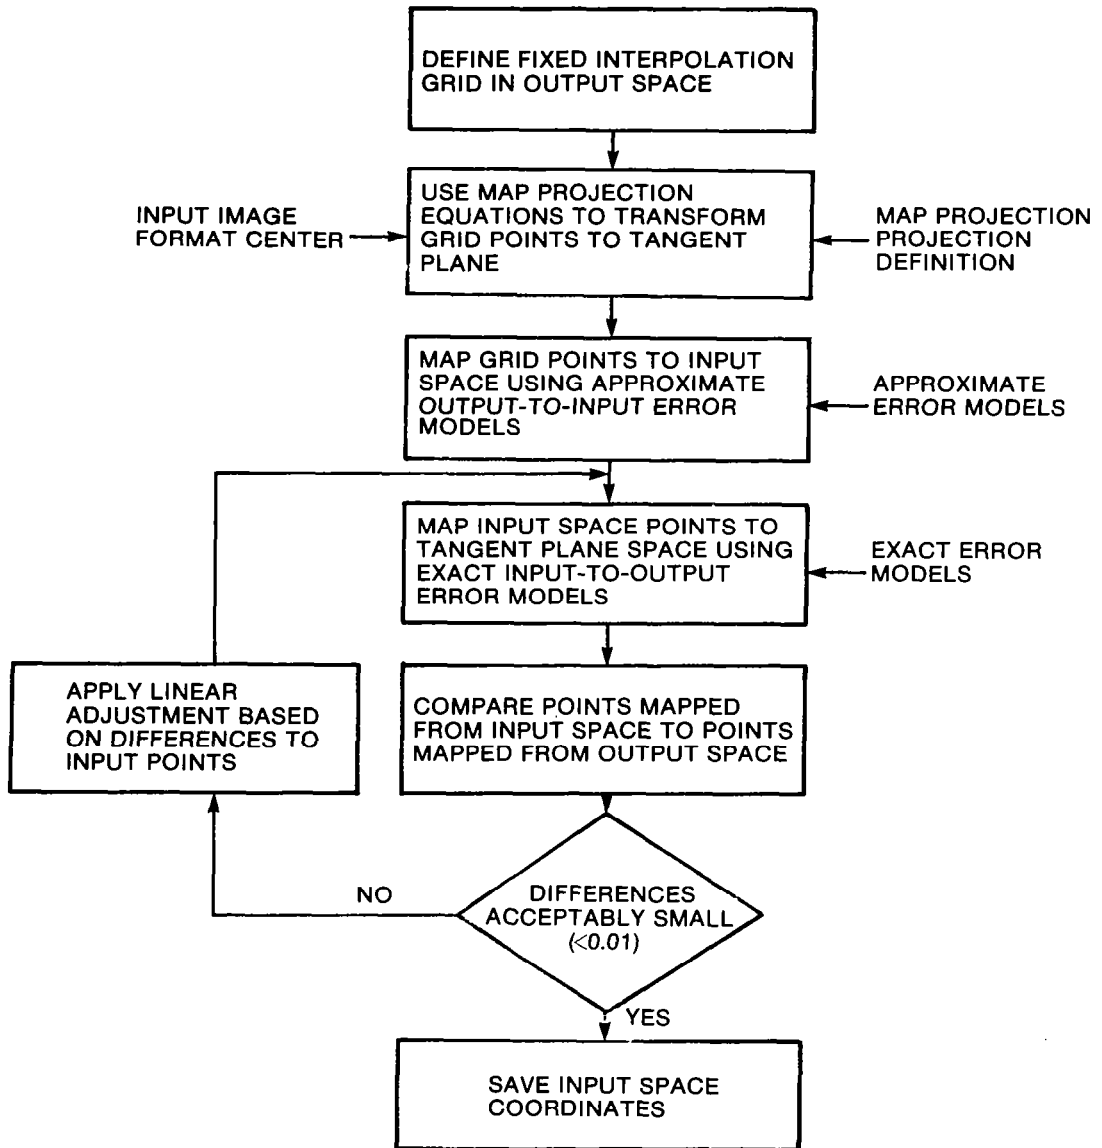 DEFINE FIXED INTERPOLATION
GRID IN OUTPUT SPACE
INPUT IMAGE
FORMAT CENTER
USE MAP PROJECTION
EQUATIONS TO TRANSFORM
GRID POINTS TO TANGENT
PLANE
MAP PROJECTION
PROJECTION
DEFINITION
MAP GRID POINTS TO INPUT
SPACE USING APPROXIMATE
OUTPUT-TO-INPUT ERROR
MODELS
APPROXIMATE
ERROR MODELS
MAP INPUT SPACE POINTS TO
TANGENT PLANE SPACE USING
EXACT INPUT-TO-OUTPUT
ERROR MODELS
EXACT ERROR
MODELS
APPLY LINEAR
ADJUSTMENT BASED
ON DIFFERENCES TO
INPUT POINTS
COMPARE POINTS MAPPED
FROM INPUT SPACE TO POINTS
MAPPED FROM OUTPUT SPACE
NO
DIFFERENCES
ACCEPTABLY SMALL
(<0.01)
YES
SAVE INPUT SPACE
COORDINATES